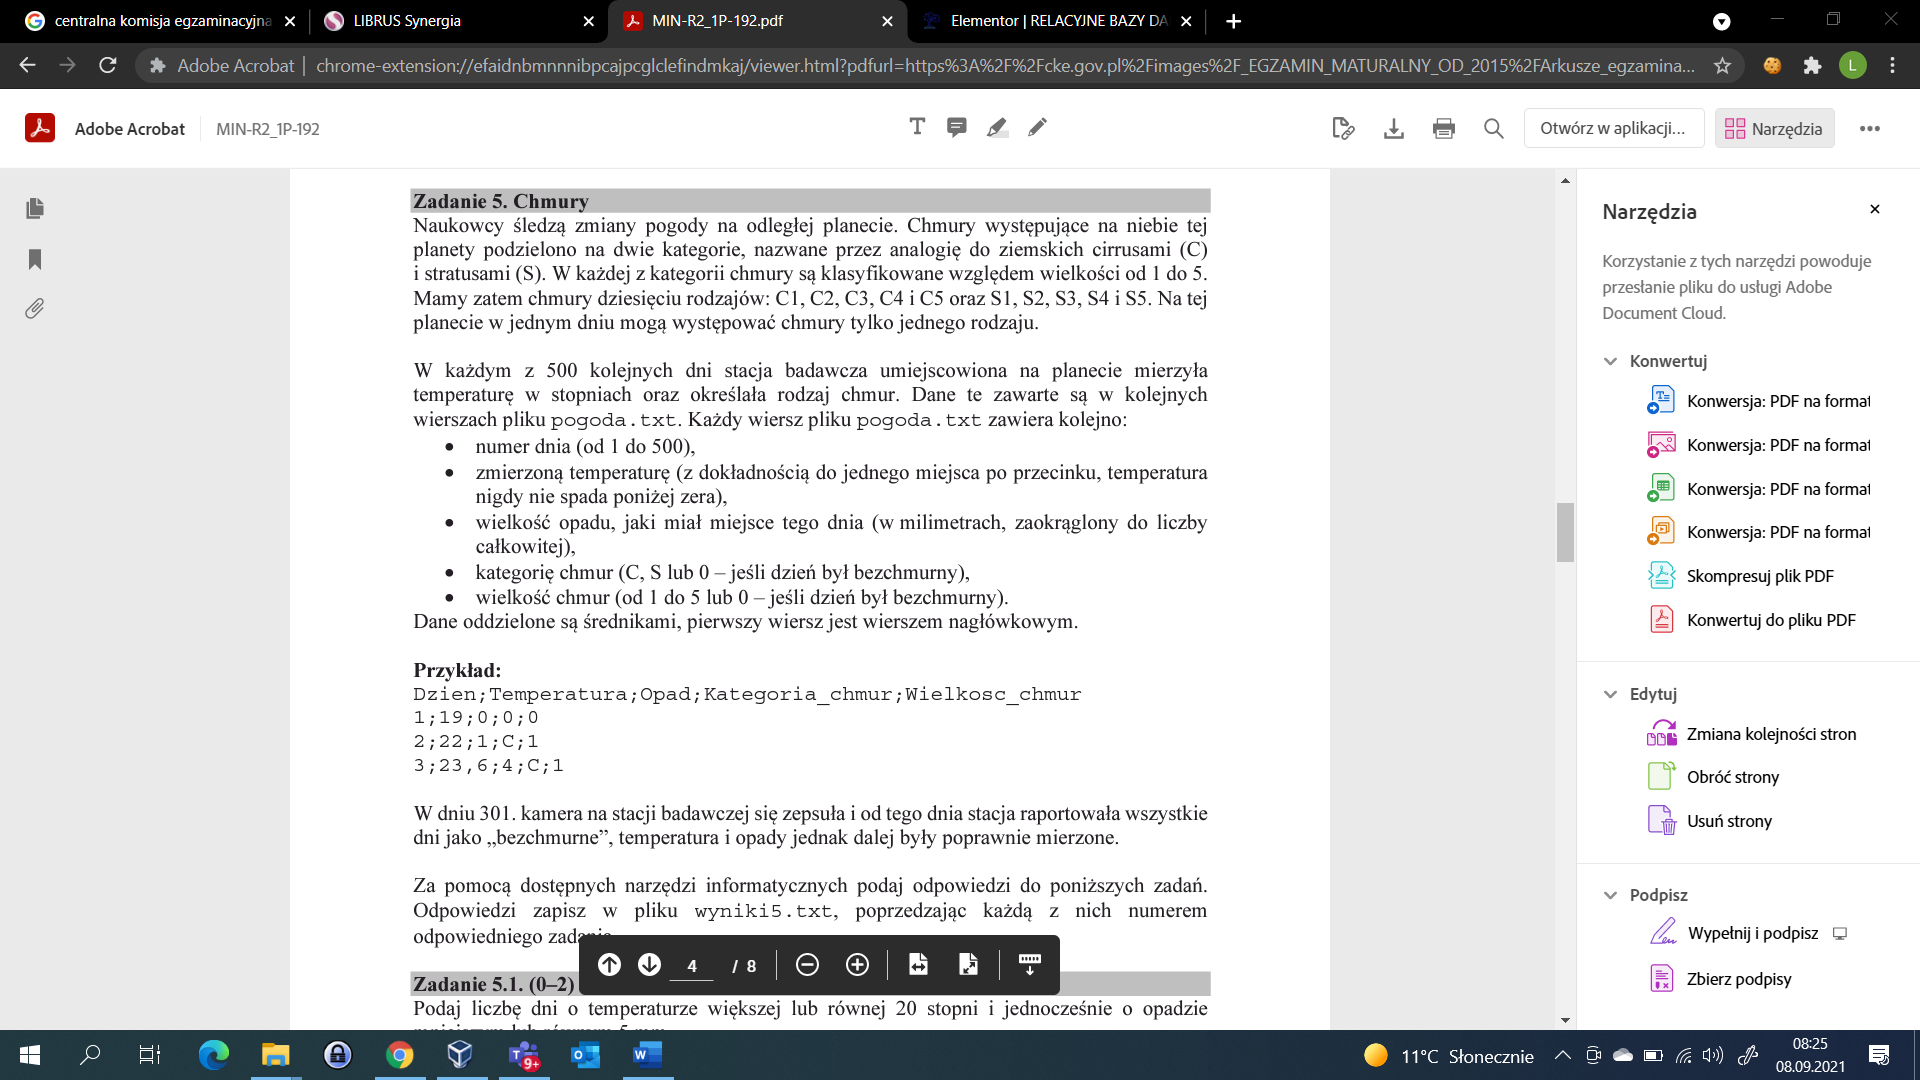 centralna komisja egzaminacyjna
LIBRUS Synergia
MIN-R2_1P-192.pdf
Elementor | RELACYJNE BAZY DA
Adobe Acrobat | chrome-extension://efaidnbmnnnibpcajpcglclefindmkaj/viewer.html?pdfurl=https%3A%2F%2Fcke.gov.pl%2Fimages%2F_EGZAMIN_MATURALNY_OD_2015%2FArkusze_egzamina...
L
Adobe Acrobat
MIN-R2_1P-192
Otwórz w aplikacji...
Narzędzia
Zadanie 5. Chmury
Naukowcy śledzą zmiany pogody na odległej planecie. Chmury występujące na niebie tej
planety podzielono na dwie kategorie, nazwane przez analogię do ziemskich cirrusami (C)
i stratusami (S). W każdej z kategorii chmury są klasyfikowane względem wielkości od 1 do 5.
Mamy zatem chmury dziesięciu rodzajów: C1, C2, C3, C4 i C5 oraz S1, S2, S3, S4 i S5. Na tej
planecie w jednym dniu mogą występować chmury tylko jednego rodzaju.
W każdym z 500 kolejnych dni stacja badawcza umiejscowiona na planecie mierzyła
temperaturę w stopniach oraz określała rodzaj chmur. Dane te zawarte są w kolejnych
wierszach pliku pogoda.txt. Każdy wiersz pliku pogoda.txt zawiera kolejno:
• numer dnia (od 1 do 500),
• zmierzoną temperaturę (z dokładnością do jednego miejsca po przecinku, temperatura
nigdy nie spada poniżej zera),
• wielkość opadu, jaki miał miejsce tego dnia (w milimetrach, zaokrąglony do liczby
całkowitej),
• kategorię chmur (C, S lub 0 – jeśli dzień był bezchmurny),
• wielkość chmur (od 1 do 5 lub 0 – jeśli dzień był bezchmurny).
Dane oddzielone są średnikami, pierwszy wiersz jest wierszem nagłówkowym.
Przykład:
Dzien;Temperatura;Opad;Kategoria_chmur;Wielkosc_chmur
1;19;0;0;0
2;22;1;C;1
3;23,6;4;C;1
W dniu 301. kamera na stacji badawczej się zepsuła i od tego dnia stacja raportowała wszystkie
dni jako „bezchmurne”, temperatura i opady jednak dalej były poprawnie mierzone.
Za pomocą dostępnych narzędzi informatycznych podaj odpowiedzi do poniższych zadań.
Odpowiedzi zapisz w pliku wyniki5.txt, poprzedzając każdą z nich numerem
odpowiedniego zadania.
4 / 8
Zadanie 5.1. (0–2)
Podaj liczbę dni o temperaturze większej lub równej 20 stopni i jednocześnie o opadzie
Narzędzia
Korzystanie z tych narzędzi powoduje
przesłanie pliku do usługi Adobe
Document Cloud.
Konwertuj
Konwersja: PDF na format
Konwersja: PDF na format
Konwersja: PDF na format
Konwersja: PDF na format
Skompresuj plik PDF
Konwertuj do pliku PDF
Edytuj
Zmiana kolejności stron
Obróć strony
Usuń strony
Podpisz
Wypełnij i podpisz
Zbierz podpisy
9+
11°C Słonecznie
08:25
08.09.2021